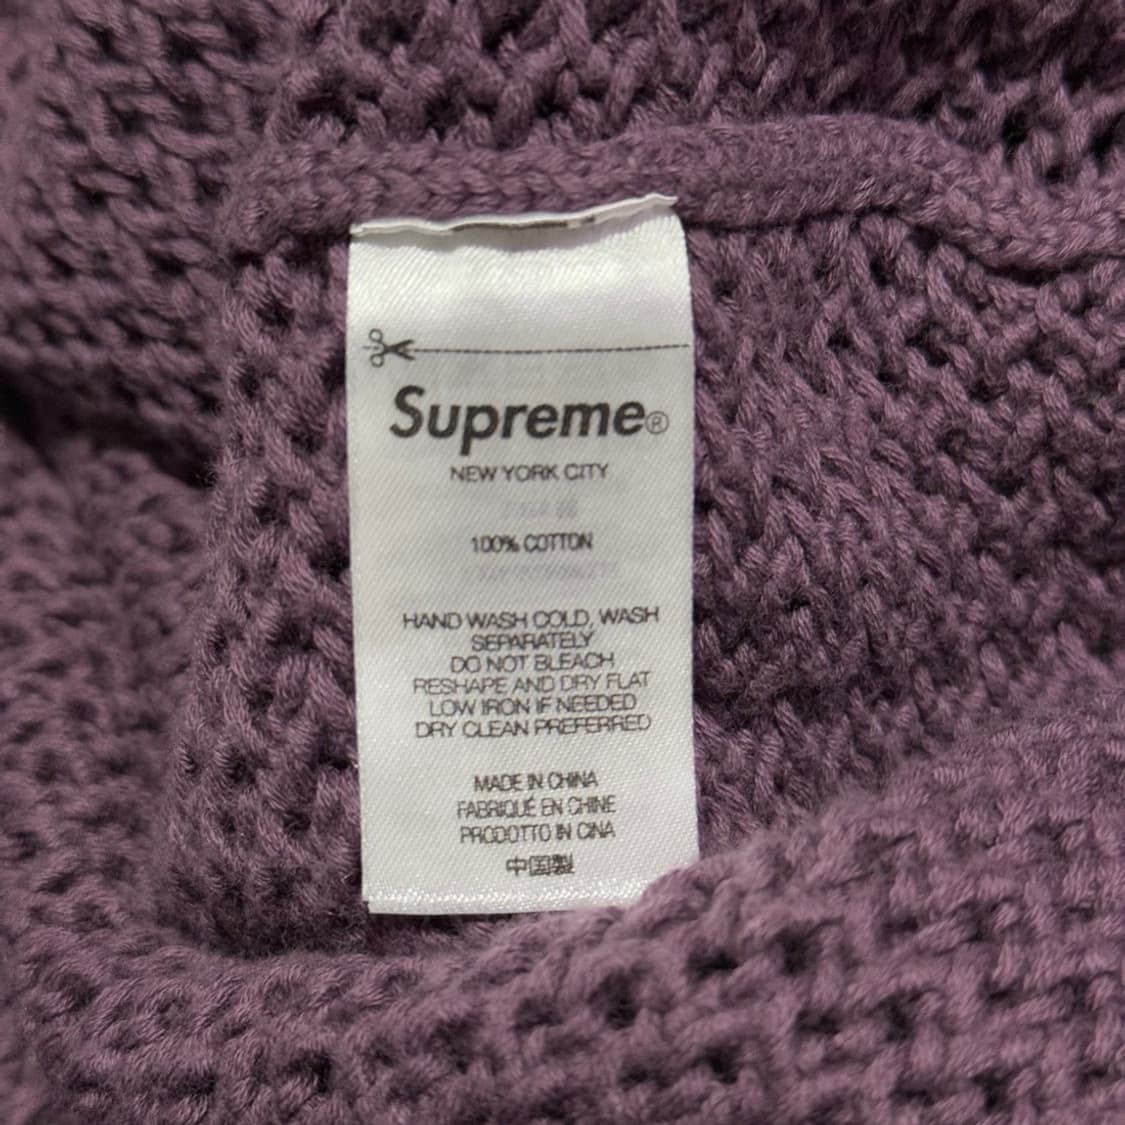 Supreme®
NEW YORK CITY
100% COTTON
HAND WASH COLD, WASH
SEPARATELY
DO NOT BLEACH
RESHAPE AND DRY FLAT
LOW IRON IF NEEDED
DRY CLEAN PREFERRED
MADE IN CHINA
FABRIQUÉ EN CHINE
PRODOTTO IN CINA
中国製